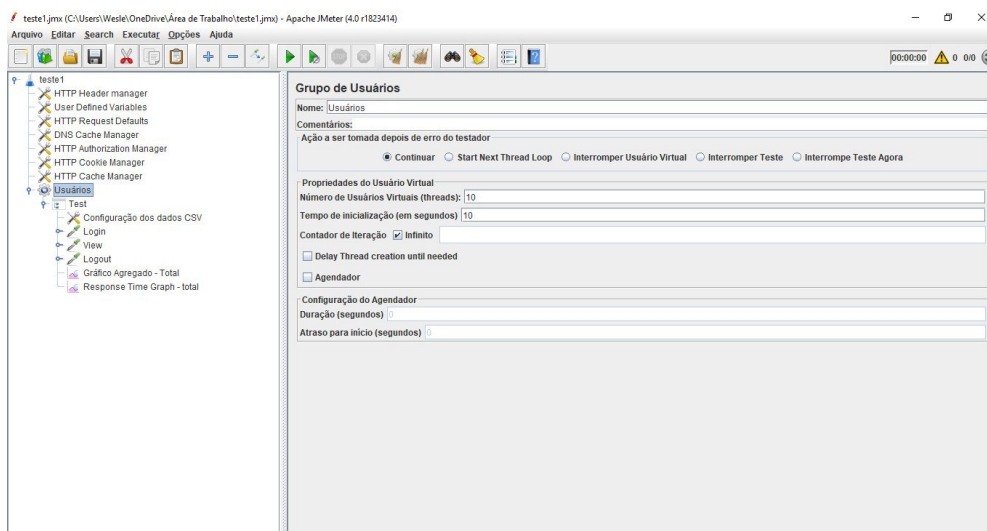 teste1.jmx (C:\Users\Wesle\OneDrive\Área de Trabalho\teste1.jmx) - Apache JMeter (4.0 r1823414)
Arquivo Editar Search Executar Opções Ajuda
00:00:00 0 0/0
teste1
HTTP Header manager
User Defined Variables
HTTP Request Defaults
DNS Cache Manager
HTTP Authorization Manager
HTTP Cookie Manager
HTTP Cache Manager
Usuários
Test
Configuração dos dados CSV
Login
View
Logout
Gráfico Agregado - Total
Response Time Graph - total
Grupo de Usuários
Nome: Usuários
Comentários:
Ação a ser tomada depois de erro do testador
Continuar Start Next Thread Loop Interromper Usuário Virtual Interromper Teste Interrompe Teste Agora
Propriedades do Usuário Virtual
Número de Usuários Virtuais (threads): 10
Tempo de inicialização (em segundos) 10
Contador de Iteração Infinito
Delay Thread creation until needed
Agendador
Configuração do Agendador
Duração (segundos) 0
Atraso para início (segundos) 0